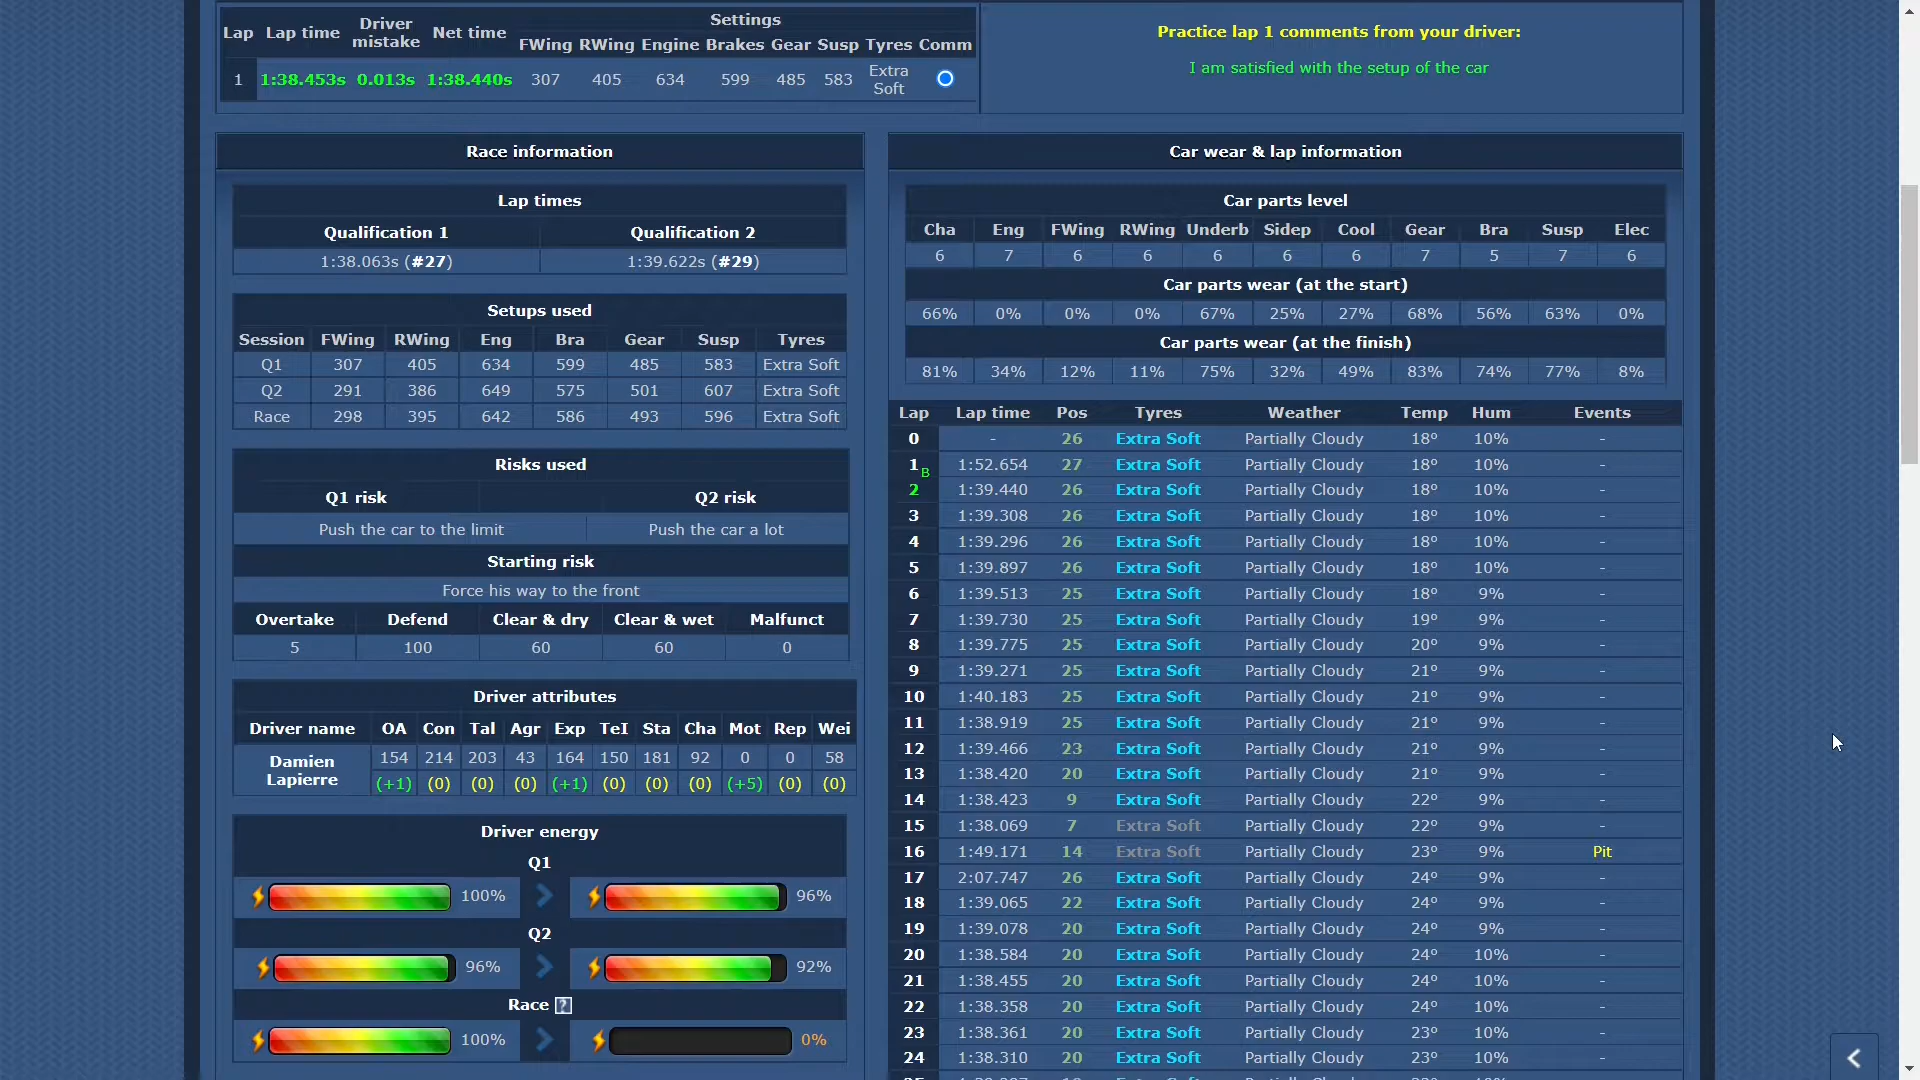 Lap Lap time Driver mistake Net time Settings
FWing RWing Engine Brakes Gear Susp Tyres Comm
1 1:38.453s 0.013s 1:38.440s 307 405 634 599 485 583 Extra Soft
Practice lap 1 comments from your driver:
I am satisfied with the setup of the car
Race information
Lap times
Qualification 1 Qualification 2
1:38.063s (#27) 1:39.622s (#29)
Setups used
Session FWing RWing Eng Bra Gear Susp Tyres
Q1 307 405 634 599 485 583 Extra Soft
Q2 291 386 649 575 501 607 Extra Soft
Race 298 395 642 586 493 596 Extra Soft
Risks used
Q1 risk Q2 risk
Push the car to the limit Push the car a lot
Starting risk
Force his way to the front
Overtake Defend Clear & dry Clear & wet Malfunct
5 100 60 60 0
Driver attributes
Driver name OA Con Tal Agr Exp TeI Sta Cha Mot Rep Wei
Damien Lapierre 154 214 203 43 164 150 181 92 0 0 58
(+1) (0) (0) (0) (+1) (0) (0) (0) (+5) (0) (0)
Driver energy
Q1
100% 96%
Q2
96% 92%
Race ?
100% 0%
Car wear & lap information
Car parts level
Cha Eng FWing RWing Underb Sidep Cool Gear Bra Susp Elec
6 7 6 6 6 6 6 7 5 7 6
Car parts wear (at the start)
66% 0% 0% 0% 67% 25% 27% 68% 56% 63% 0%
Car parts wear (at the finish)
81% 34% 12% 11% 75% 32% 49% 83% 74% 77% 8%
Lap Lap time Pos Tyres Weather Temp Hum Events
0 - 26 Extra Soft Partially Cloudy 18° 10% -
1 B 1:52.654 27 Extra Soft Partially Cloudy 18° 10% -
2 1:39.440 26 Extra Soft Partially Cloudy 18° 10% -
3 1:39.308 26 Extra Soft Partially Cloudy 18° 10% -
4 1:39.296 26 Extra Soft Partially Cloudy 18° 10% -
5 1:39.897 26 Extra Soft Partially Cloudy 18° 10% -
6 1:39.513 25 Extra Soft Partially Cloudy 18° 9% -
7 1:39.730 25 Extra Soft Partially Cloudy 19° 9% -
8 1:39.775 25 Extra Soft Partially Cloudy 20° 9% -
9 1:39.271 25 Extra Soft Partially Cloudy 21° 9% -
10 1:40.183 25 Extra Soft Partially Cloudy 21° 9% -
11 1:38.919 25 Extra Soft Partially Cloudy 21° 9% -
12 1:39.466 23 Extra Soft Partially Cloudy 21° 9% -
13 1:38.420 20 Extra Soft Partially Cloudy 21° 9% -
14 1:38.423 9 Extra Soft Partially Cloudy 22° 9% -
15 1:38.069 7 Extra Soft Partially Cloudy 22° 9% -
16 1:49.171 14 Extra Soft Partially Cloudy 23° 9% Pit
17 2:07.747 26 Extra Soft Partially Cloudy 24° 9% -
18 1:39.065 22 Extra Soft Partially Cloudy 24° 9% -
19 1:39.078 20 Extra Soft Partially Cloudy 24° 9% -
20 1:38.584 20 Extra Soft Partially Cloudy 24° 10% -
21 1:38.455 20 Extra Soft Partially Cloudy 24° 10% -
22 1:38.358 20 Extra Soft Partially Cloudy 24° 10% -
23 1:38.361 20 Extra Soft Partially Cloudy 23° 10% -
24 1:38.310 20 Extra Soft Partially Cloudy 23° 10% -